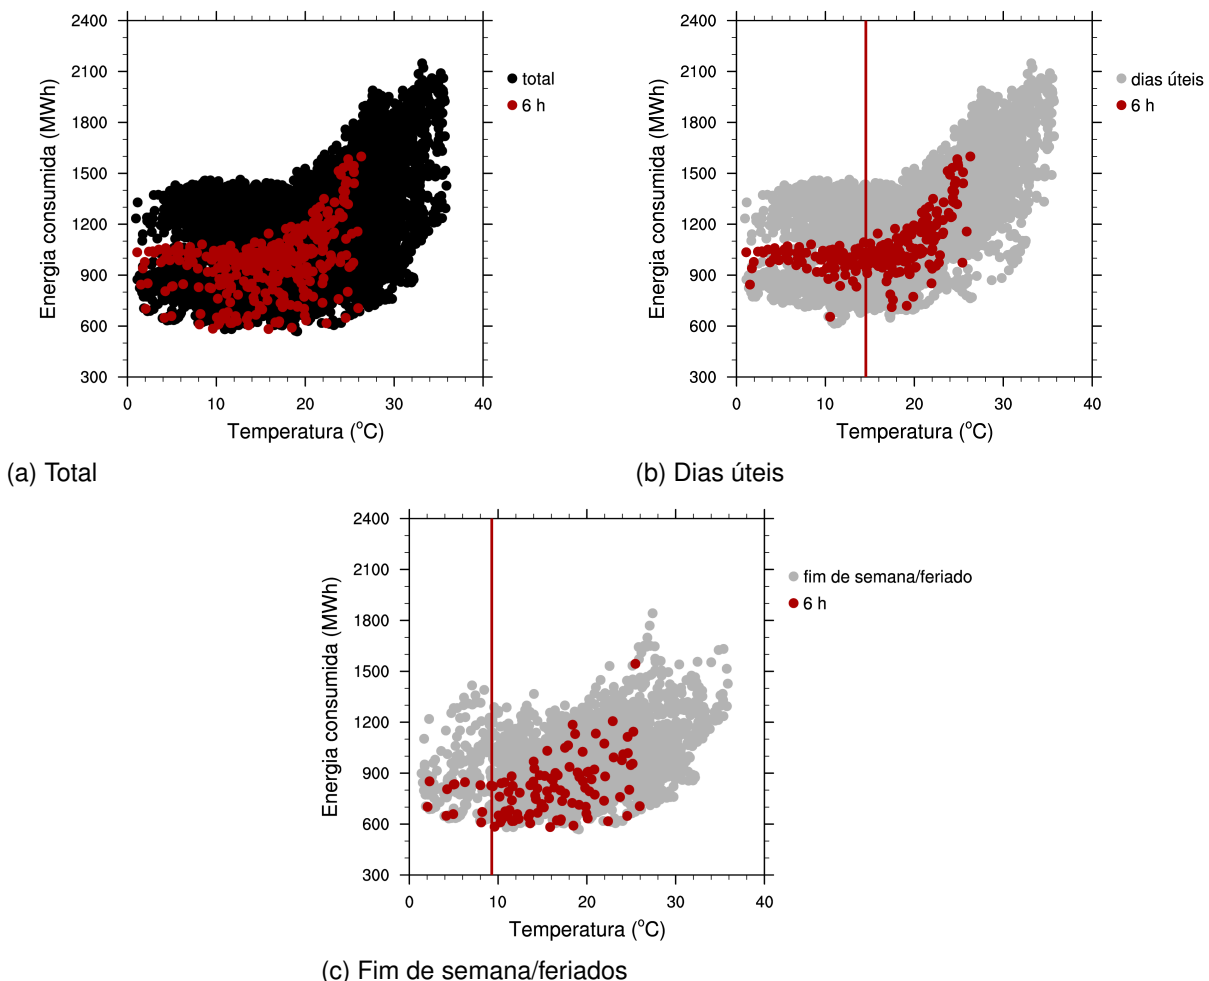 2400
2100
1800
1500
1200
900
600
300
0
10
20
30
40
Energia consumida (MWh)
Temperatura (°C)
total
6 h
(a) Total
2400
2100
1800
1500
1200
900
600
300
0
10
20
30
40
Energia consumida (MWh)
Temperatura (°C)
dias úteis
6 h
(b) Dias úteis
2400
2100
1800
1500
1200
900
600
300
0
10
20
30
40
Energia consumida (MWh)
Temperatura (°C)
fim de semana/feriado
6 h
(c) Fim de semana/feriados